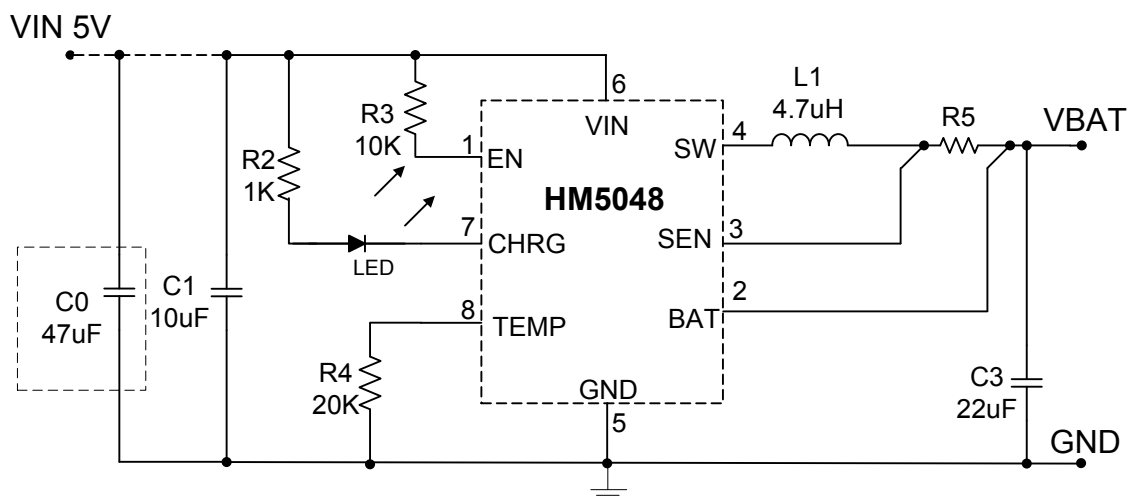 VIN 5V
6
VIN
L1
4.7uH
R5
VBAT
R3
10K
1
EN
SW
4
R2
1K
HM5048
7
CHRG
LED
SEN
3
C0
47uF
C1
10uF
8
TEMP
BAT
2
R4
20K
GND
5
C3
22uF
GND